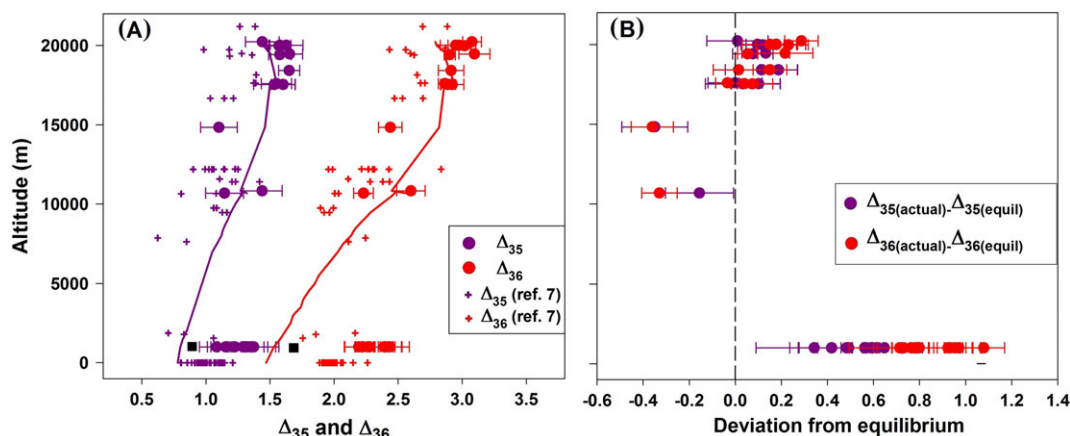 (A)
20000
15000
10000
5000
0
Altitude (m)
0.5 1.0 1.5 2.0 2.5 3.0 3.5
Δ35 and Δ36
Δ35
Δ36
Δ35 (ref. 7)
Δ36 (ref. 7)
(B)
Δ35(actual)-Δ35(equil)
Δ36(actual)-Δ36(equil)
-0.6 -0.4 -0.2 0.0 0.2 0.4 0.6 0.8 1.0 1.2 1.4
Deviation from equilibrium